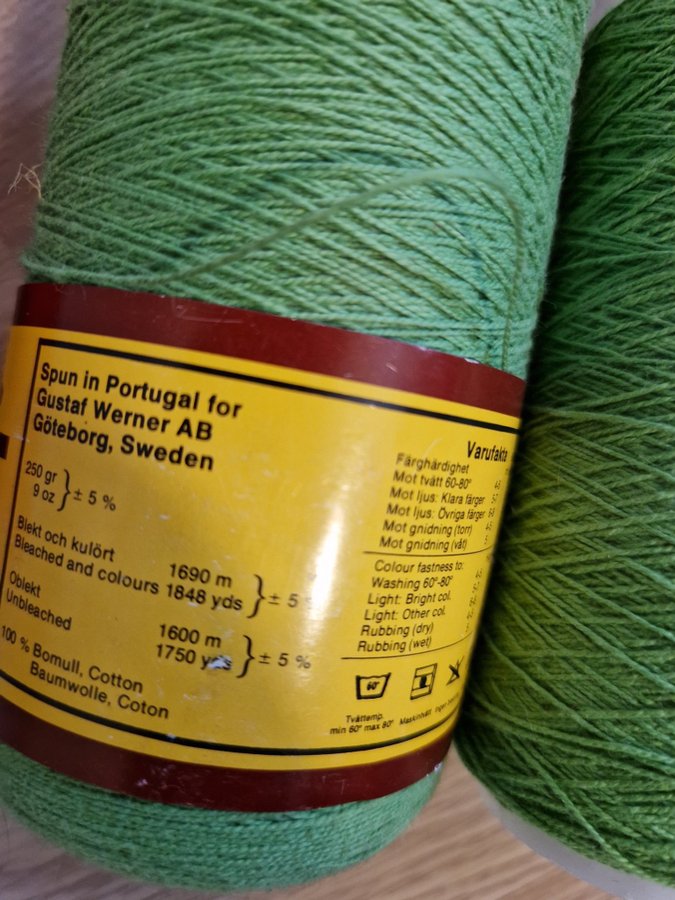 Spun in Portugal for
Gustaf Werner AB
Göteborg, Sweden
250 gr
9 oz } ± 5 %
Blekt och kulört
Bleached and colours
1690 m
1848 yds } ± 5
Oblekt
Unbleached
1600 m
1750 yds } ± 5 %
100 % Bomull, Cotton
Baumwolle, Coton
Varufakta
Färghärdighet
Mot tvätt 60-80°
Mot ljus: Klara färger
Mot ljus: Övriga färger
Mot gnidning (torr)
Mot gnidning (våt)
Colour fastness to:
Washing 60°-80°
Light: Bright col.
Light: Other col.
Rubbing (dry)
Rubbing (wet)
60°
Tvättemp.
min 60° max 80°
Maskintvätt